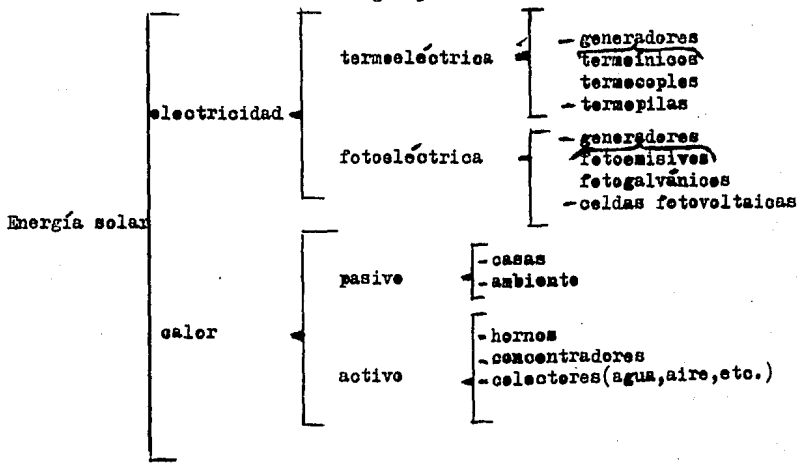 - generadores
termoeléctrica
termoínicos
termocoples
- termopilas
electricidad
- generadores
fotoeléctrica
fotoemisivos
fotogalvánicos
- celdas fotovoltaicas
Energía solar
- casas
pasivo
- ambiente
calor
- hornos
- concentradores
activo
- colectores(agua,aire,etc.)